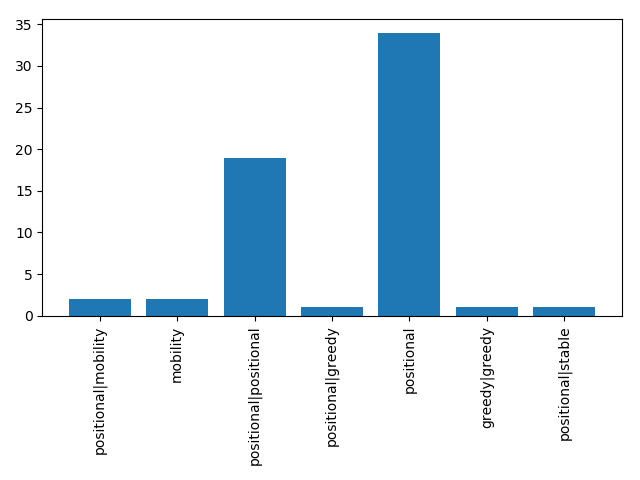 35
30
25
20
15
10
5
0
positional|mobility
mobility
positional|positional
positional|greedy
positional
greedy|greedy
positional|stable